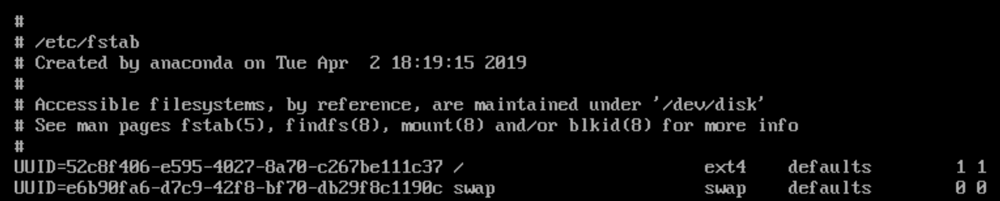 #
# /etc/fstab
# Created by anaconda on Tue Apr  2 18:19:15 2019
#
# Accessible filesystems, by reference, are maintained under '/dev/disk'
# See man pages fstab(5), findfs(8), mount(8) and/or blkid(8) for more info
#
UUID=52c8f406-e595-4027-8a70-c267be111c37 /                       ext4    defaults        1 1
UUID=e6b90fa6-d7c9-42f8-bf70-db29f8c1190c swap                    swap    defaults        0 0